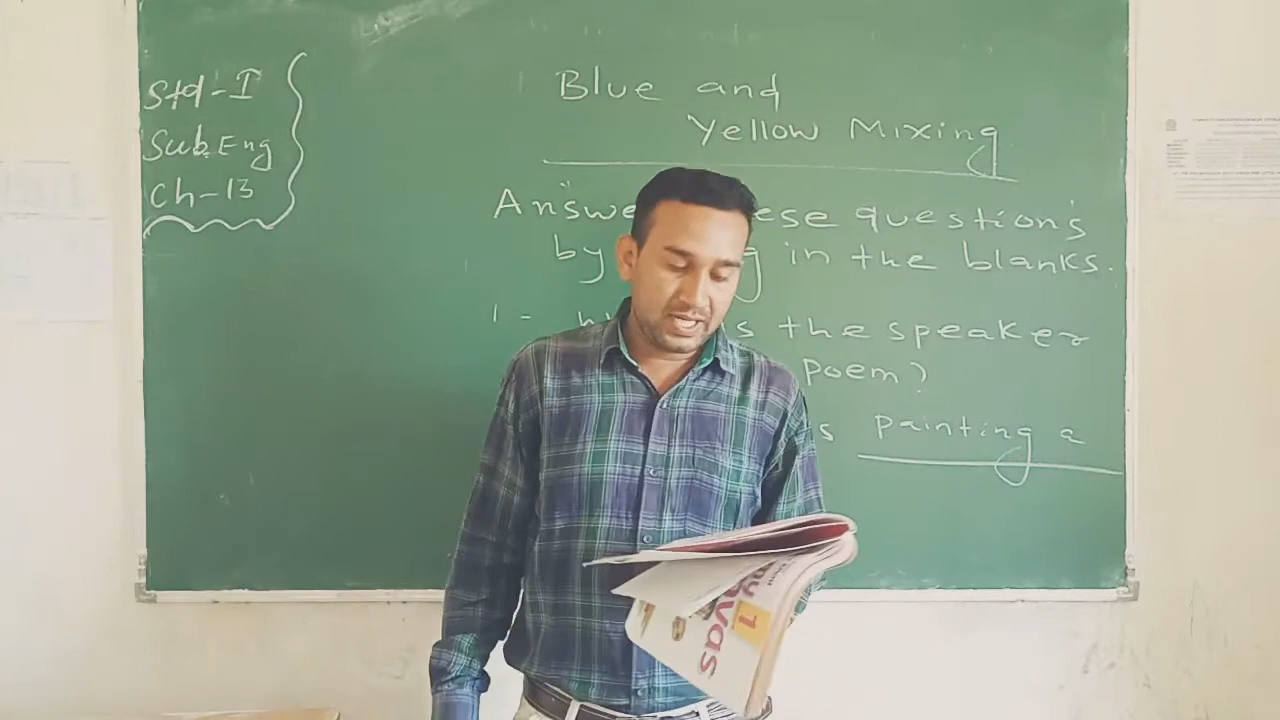 Std-I
Sub.Eng
Ch-13
Blue and
Yellow Mixing
Answe ese question's
by g in the blanks.
1- s the speaker
poem?
s painting a
1
vas